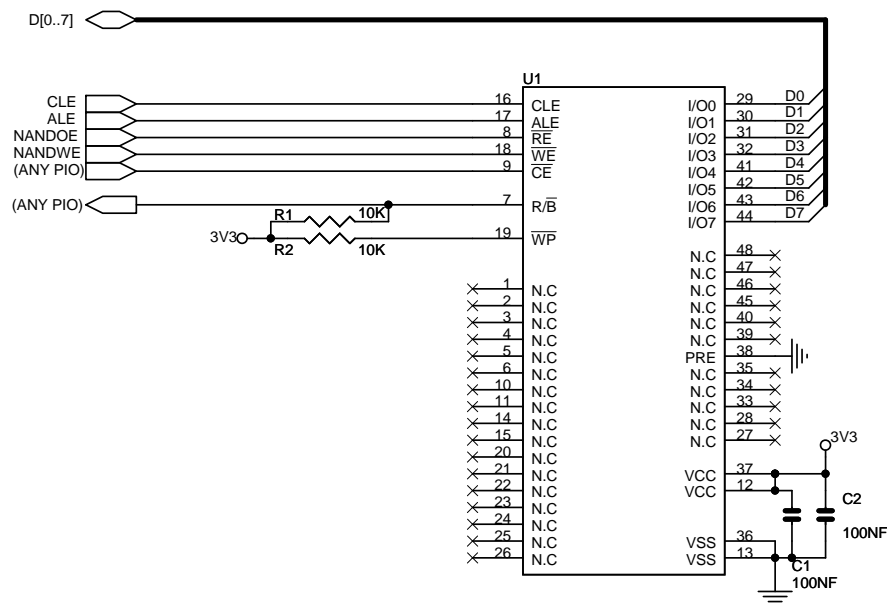 D[0..7]
U1
CLE 16 CLE I/O0 29 D0
ALE 17 ALE I/O1 30 D1
NANDOE 8 RE I/O2 31 D2
NANDWE 18 WE I/O3 32 D3
(ANY PIO) 9 CE I/O4 41 D4
I/O5 42 D5
(ANY PIO) 7 R/B I/O6 43 D6
R1 10K I/O7 44 D7
3V3 19 WP
R2 10K
N.C 48
N.C 47
1 N.C N.C 46
2 N.C N.C 45
3 N.C N.C 40
4 N.C N.C 39
5 N.C PRE 38
6 N.C N.C 35
10 N.C N.C 34
11 N.C N.C 33
14 N.C N.C 28
15 N.C N.C 27
3V3
20 N.C
21 N.C VCC 37
22 N.C VCC 12
23 N.C C2
24 N.C 100NF
25 N.C VSS 36
26 N.C VSS 13
C1
100NF